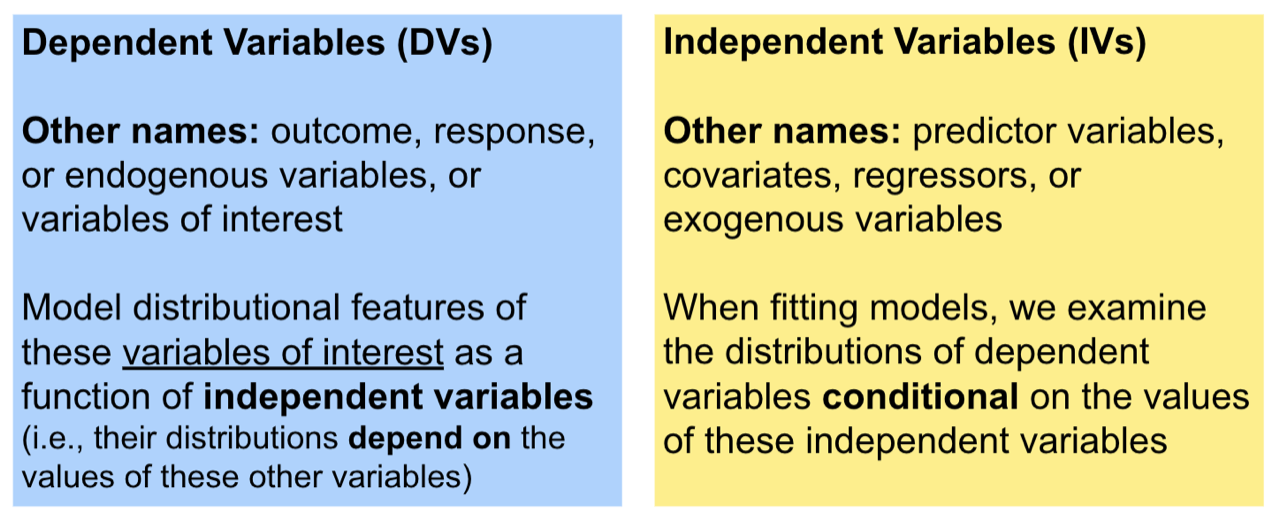 Dependent Variables (DVs)
Other names: outcome, response,
or endogenous variables, or
variables of interest
Model distributional features of
these variables of interest as a
function of independent variables
(i.e., their distributions depend on the
values of these other variables)
Independent Variables (IVs)
Other names: predictor variables,
covariates, regressors, or
exogenous variables
When fitting models, we examine
the distributions of dependent
variables conditional on the values
of these independent variables